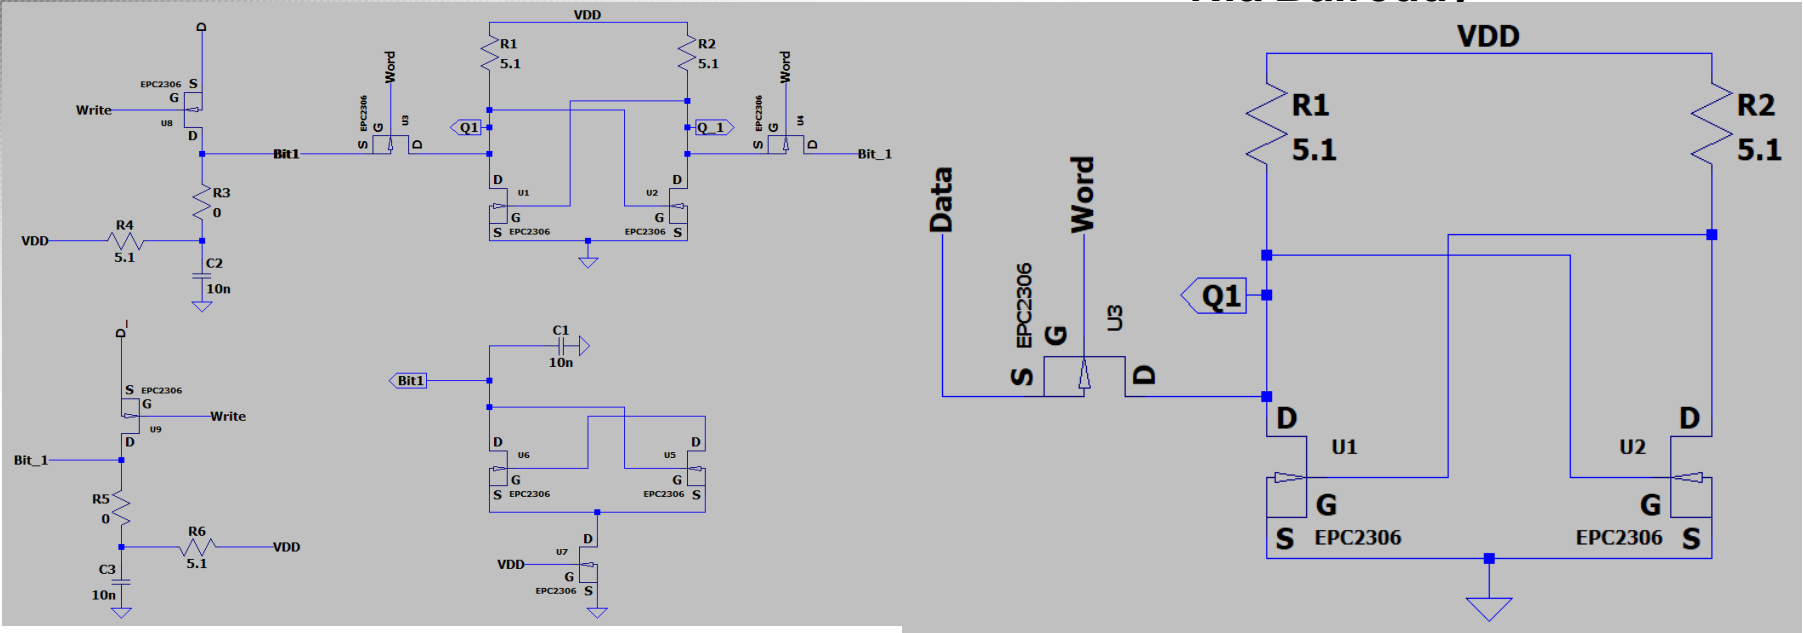 VDD
D
EPC2306
S
G
Write
U8
D
Bit1
R3
0
R4
5.1
VDD
C2
10n
Word
EPC2306
G
U3
S
D
R1
5.1
R2
5.1
Q1
Q_1
Word
EPC2306
G
U4
S
D
Bit_1
D
U1
G
S
EPC2306
D
U2
G
EPC2306
S
D_
S
EPC2306
G
Write
U9
D
Bit_1
R5
0
R6
5.1
VDD
C3
10n
C1
10n
Bit1
D
U6
G
S
EPC2306
D
U5
G
EPC2306
S
D
U7
VDD
G
EPC2306
S
VDD
R1
5.1
R2
5.1
Data
Word
EPC2306
G
U3
S
D
Q1
D
U1
G
S
EPC2306
D
U2
G
EPC2306
S